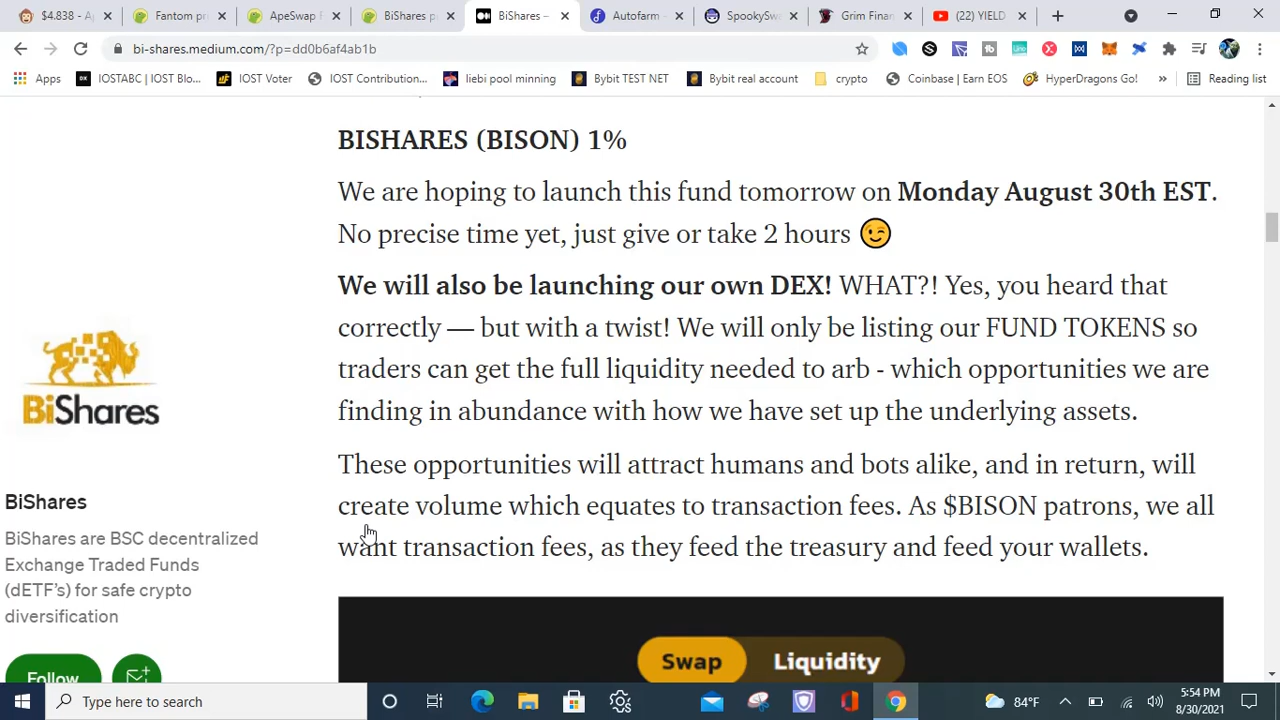 $4.838 - Ap
Fantom pr
ApeSwap F
BiShares p
BiShares –
Autofarm -
SpookySwa
Grim Finan
(22) YIELD
bi-shares.medium.com/?p=dd0b6af4ab1b
Apps
IOSTABC | IOST Blo...
IOST Voter
IOST Contribution...
liebi pool minning
Bybit TEST NET
Bybit real account
crypto
Coinbase | Earn EOS
HyperDragons Go!
»
Reading list
BISHARES (BISON) 1%
We are hoping to launch this fund tomorrow on Monday August 30th EST.
No precise time yet, just give or take 2 hours 😉
We will also be launching our own DEX! WHAT?! Yes, you heard that
correctly — but with a twist! We will only be listing our FUND TOKENS so
traders can get the full liquidity needed to arb - which opportunities we are
finding in abundance with how we have set up the underlying assets.
These opportunities will attract humans and bots alike, and in return, will
create volume which equates to transaction fees. As $BISON patrons, we all
want transaction fees, as they feed the treasury and feed your wallets.
BiShares
BiShares
BiShares are BSC decentralized
Exchange Traded Funds
(dETF's) for safe crypto
diversification
Follow
Swap
Liquidity
Type here to search
84°F
5:54 PM
8/30/2021